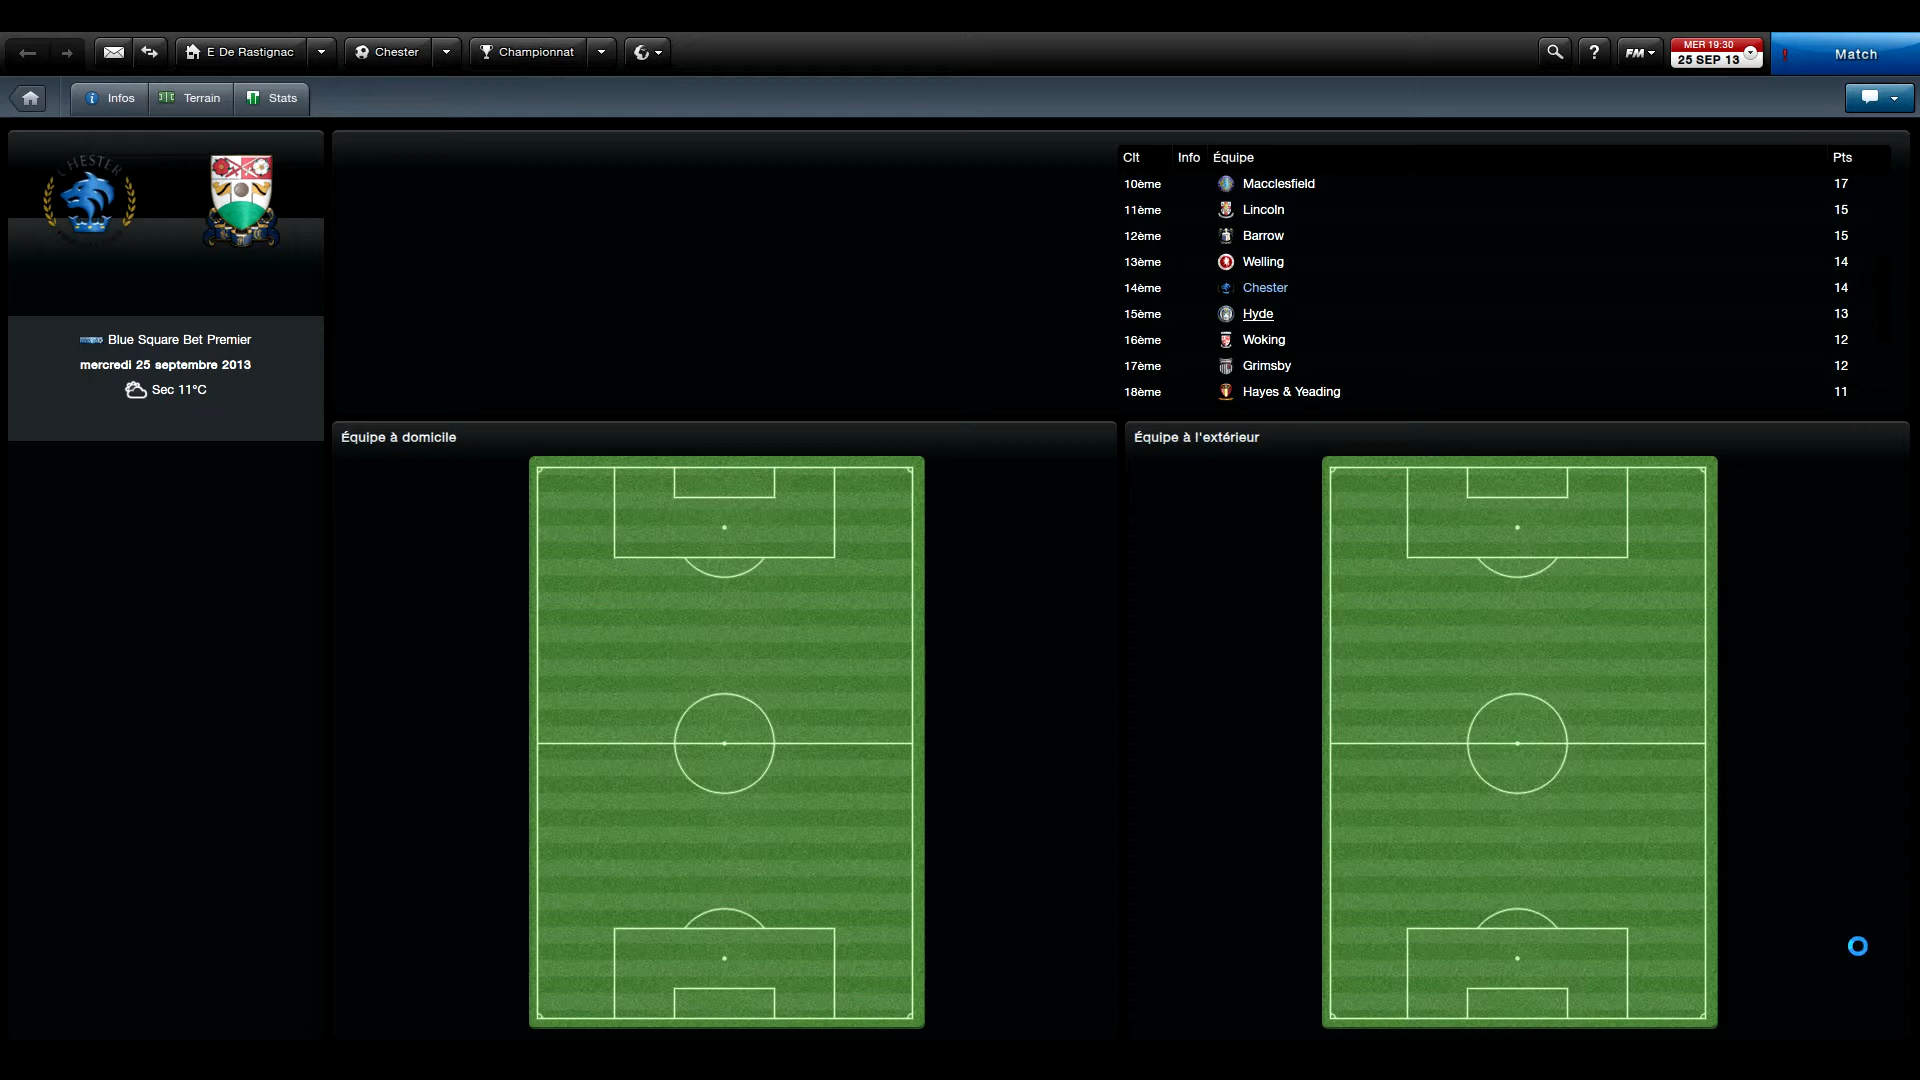 E De Rastignac
Chester
Championnat
?
FM
MER 19:30
25 SEP 13
Match
Infos
Terrain
Stats
CHESTER
Blue Square Bet Premier
mercredi 25 septembre 2013
Sec 11°C
Clt Info Équipe Pts
10ème Macclesfield 17
11ème Lincoln 15
12ème Barrow 15
13ème Welling 14
14ème Chester 14
15ème Hyde 13
16ème Woking 12
17ème Grimsby 12
18ème Hayes & Yeading 11
Équipe à domicile
Équipe à l'extérieur